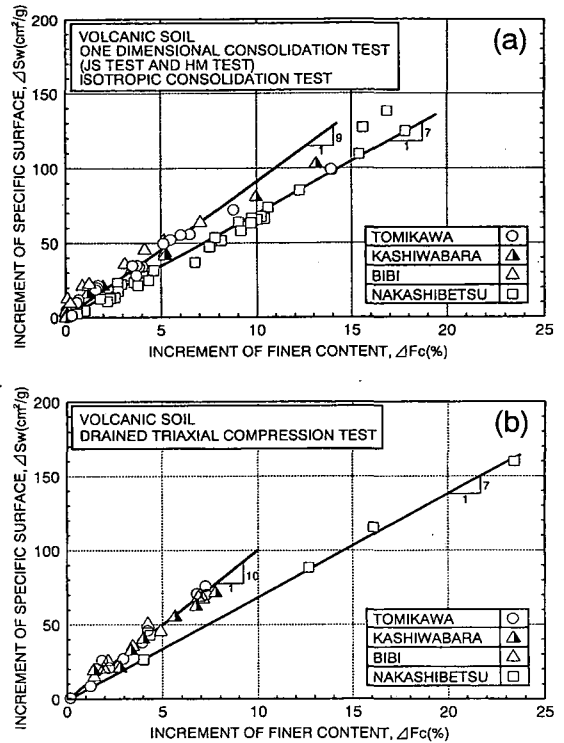 200
150
100
50
0
INCREMENT OF SPECIFIC SURFACE, ⊿Sw(cm²/g)
VOLCANIC SOIL
ONE DIMENSIONAL CONSOLIDATION TEST
(JS TEST AND HM TEST)
ISOTROPIC CONSOLIDATION TEST
(a)
9
1
7
1
TOMIKAWA
KASHIWABARA
BIBI
NAKASHIBETSU
0 5 10 15 20 25
INCREMENT OF FINER CONTENT, ⊿Fc(%)
200
150
100
50
0
INCREMENT OF SPECIFIC SURFACE, ⊿Sw(cm²/g)
VOLCANIC SOIL
DRAINED TRIAXIAL COMPRESSION TEST
(b)
10
1
7
1
TOMIKAWA
KASHIWABARA
BIBI
NAKASHIBETSU
0 5 10 15 20 25
INCREMENT OF FINER CONTENT, ⊿Fc(%)